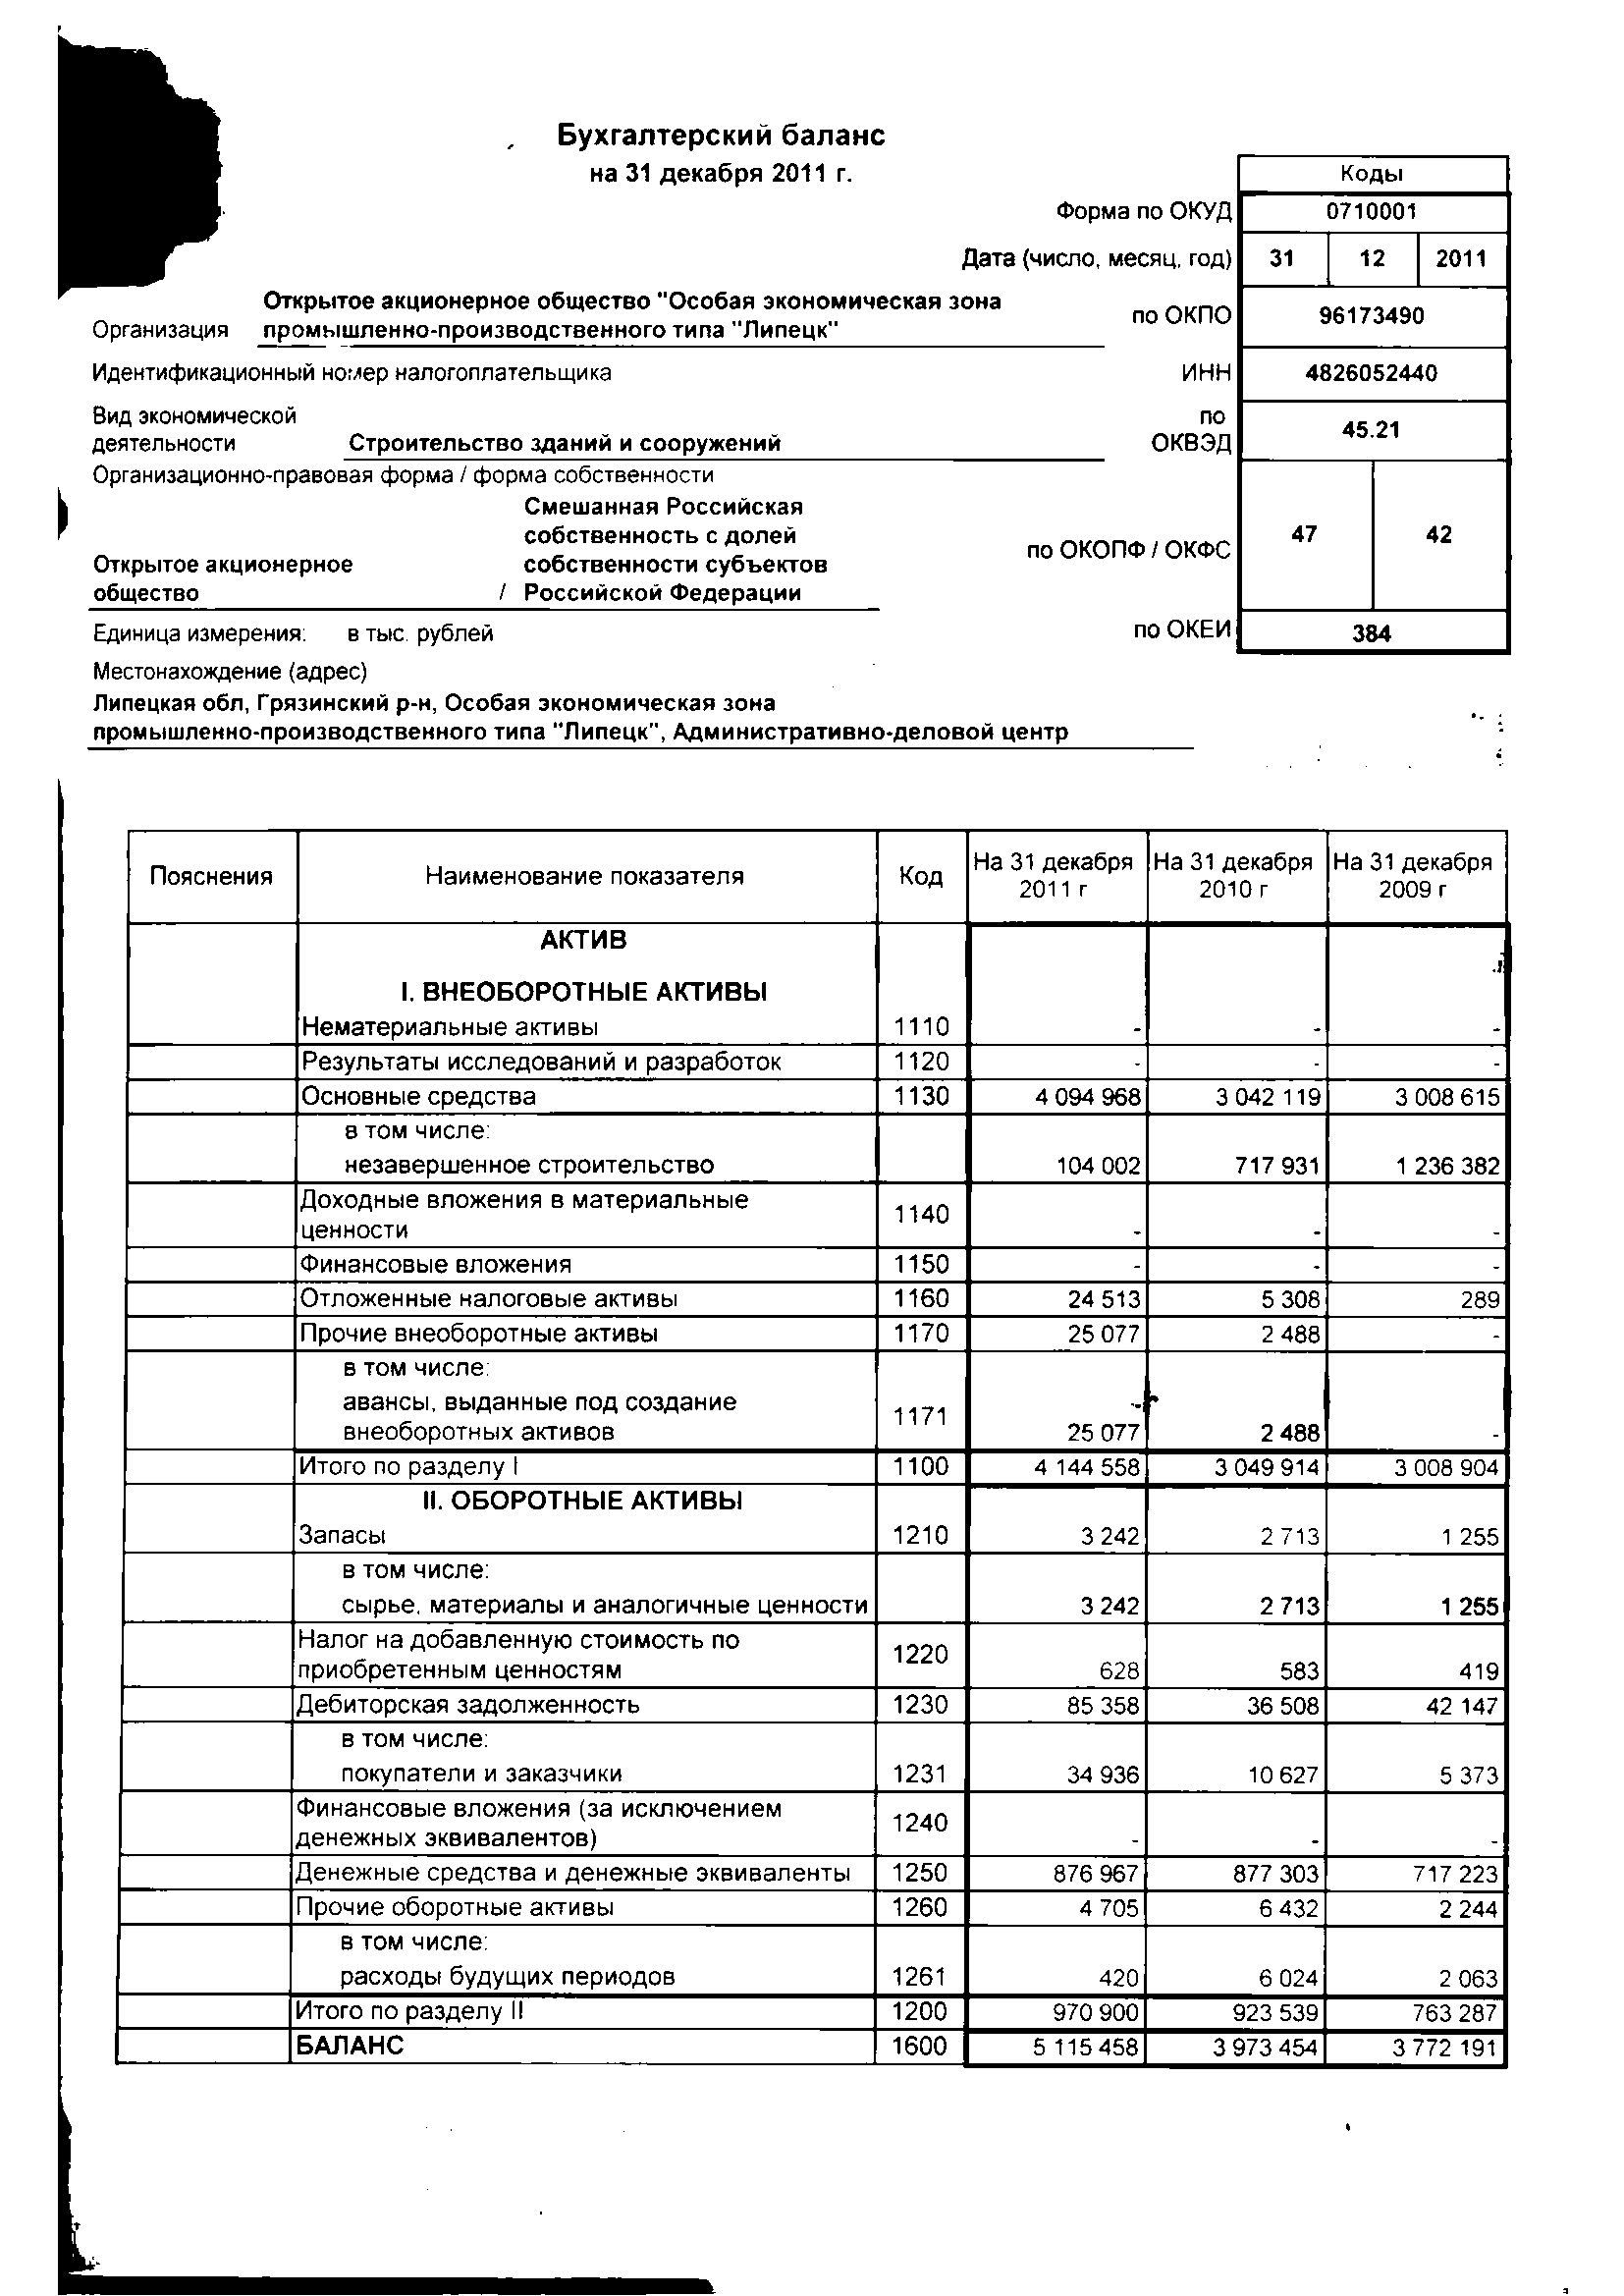 Бухгалтерский баланс
на 31 декабря 2011 г.
Коды
Форма по ОКУД 0710001
Дата (число, месяц, год) 31 12 2011
Открытое акционерное общество "Особая экономическая зона
Организация промышленно-производственного типа "Липецк" по ОКПО 96173490
Идентификационный номер налогоплательщика ИНН 4826052440
Вид экономической по
деятельности Строительство зданий и сооружений ОКВЭД 45.21
Организационно-правовая форма / форма собственности
Смешанная Российская
собственность с долей
Открытое акционерное собственности субъектов по ОКОПФ / ОКФС 47 42
общество / Российской Федерации
Единица измерения: в тыс. рублей по ОКЕИ 384
Местонахождение (адрес)
Липецкая обл, Грязинский р-н, Особая экономическая зона
промышленно-производственного типа "Липецк", Административно-деловой центр
Пояснения Наименование показателя Код На 31 декабря 2011 г На 31 декабря 2010 г На 31 декабря 2009 г
АКТИВ
I. ВНЕОБОРОТНЫЕ АКТИВЫ
Нематериальные активы 1110 - - -
Результаты исследований и разработок 1120 - - -
Основные средства 1130 4 094 968 3 042 119 3 008 615
в том числе:
незавершенное строительство 104 002 717 931 1 236 382
Доходные вложения в материальные
ценности 1140 - - -
Финансовые вложения 1150 - - -
Отложенные налоговые активы 1160 24 513 5 308 289
Прочие внеоборотные активы 1170 25 077 2 488 -
в том числе:
авансы, выданные под создание
внеоборотных активов 1171 25 077 2 488 -
Итого по разделу I 1100 4 144 558 3 049 914 3 008 904
II. ОБОРОТНЫЕ АКТИВЫ
Запасы 1210 3 242 2 713 1 255
в том числе:
сырье, материалы и аналогичные ценности 3 242 2 713 1 255
Налог на добавленную стоимость по
приобретенным ценностям 1220 628 583 419
Дебиторская задолженность 1230 85 358 36 508 42 147
в том числе:
покупатели и заказчики 1231 34 936 10 627 5 373
Финансовые вложения (за исключением
денежных эквивалентов) 1240 - - -
Денежные средства и денежные эквиваленты 1250 876 967 877 303 717 223
Прочие оборотные активы 1260 4 705 6 432 2 244
в том числе:
расходы будущих периодов 1261 420 6 024 2 063
Итого по разделу II 1200 970 900 923 539 763 287
БАЛАНС 1600 5 115 458 3 973 454 3 772 191